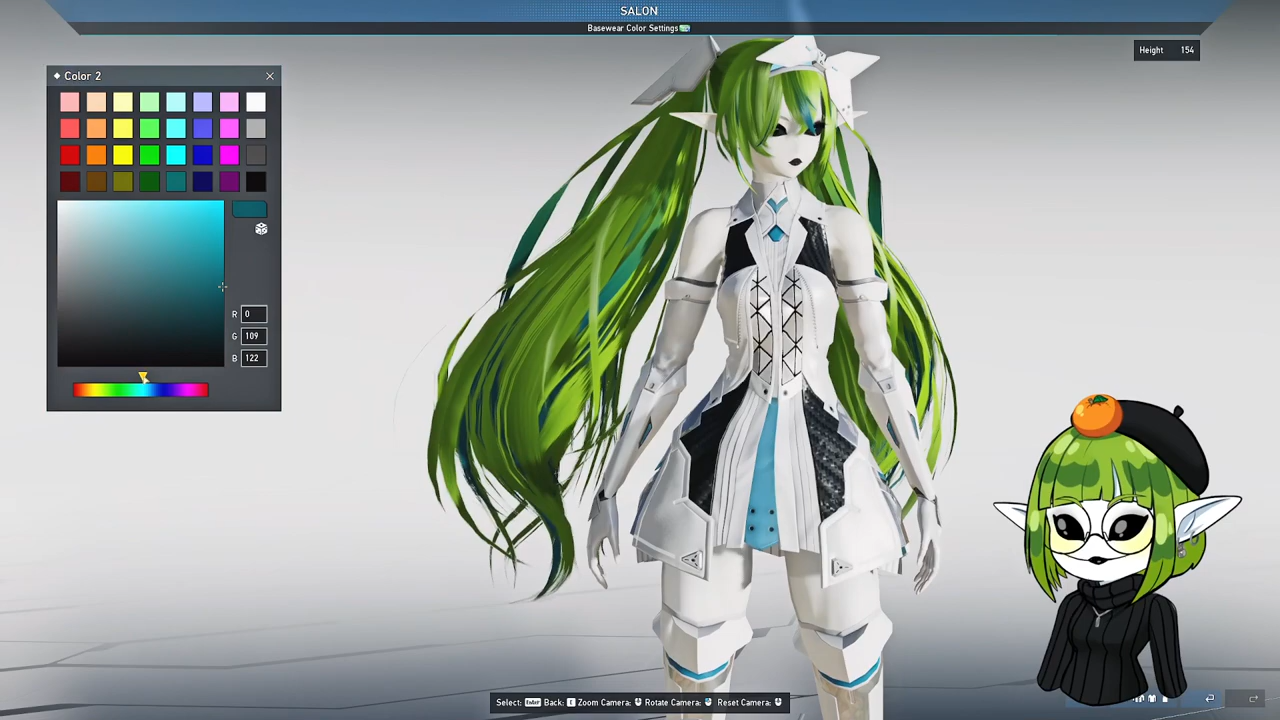 SALON
Basewear Color Settings
Height 154
Color 2
R 0
G 109
B 122
Select: Enter Back: Zoom Camera: Rotate Camera: Reset Camera: